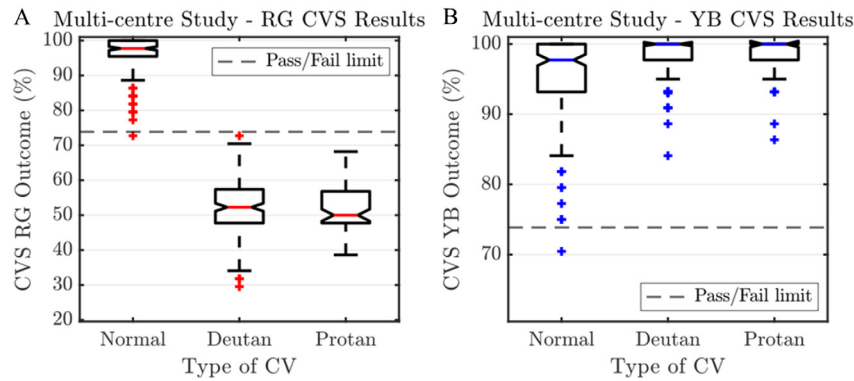 A
Multi-centre Study - RG CVS Results
CVS RG Outcome (%)
100
90
80
70
60
50
40
30
20
Pass/Fail limit
Normal Deutan Protan
Type of CV
B
Multi-centre Study - YB CVS Results
CVS YB Outcome (%)
100
90
80
70
Pass/Fail limit
Normal Deutan Protan
Type of CV